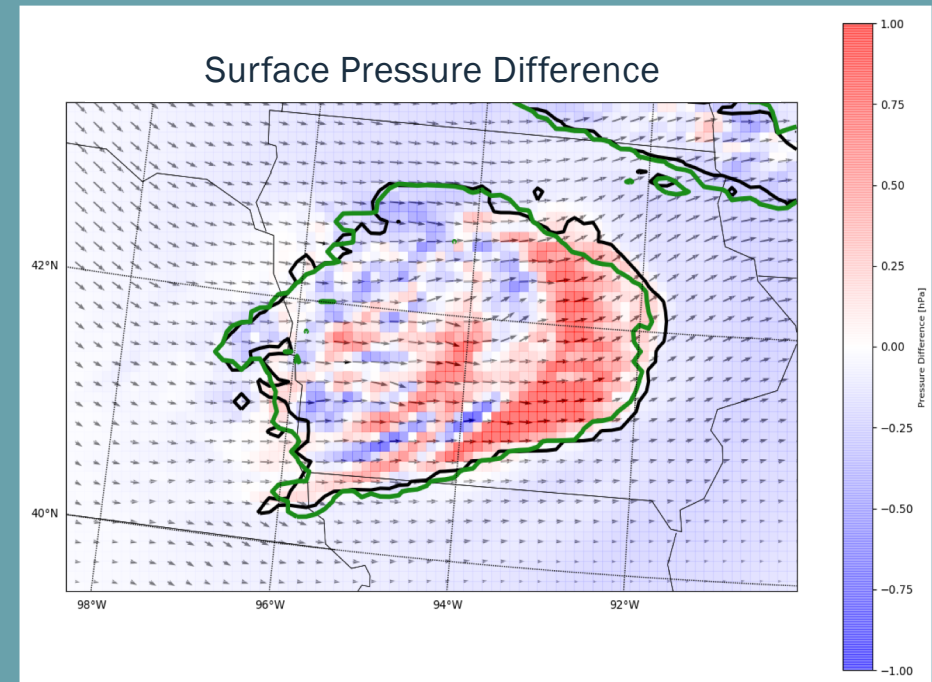 Surface Pressure Difference
1.00
0.75
0.50
0.25
0.00
−0.25
−0.50
−0.75
−1.00
Pressure Difference [hPa]
42°N
40°N
98°W
96°W
94°W
92°W